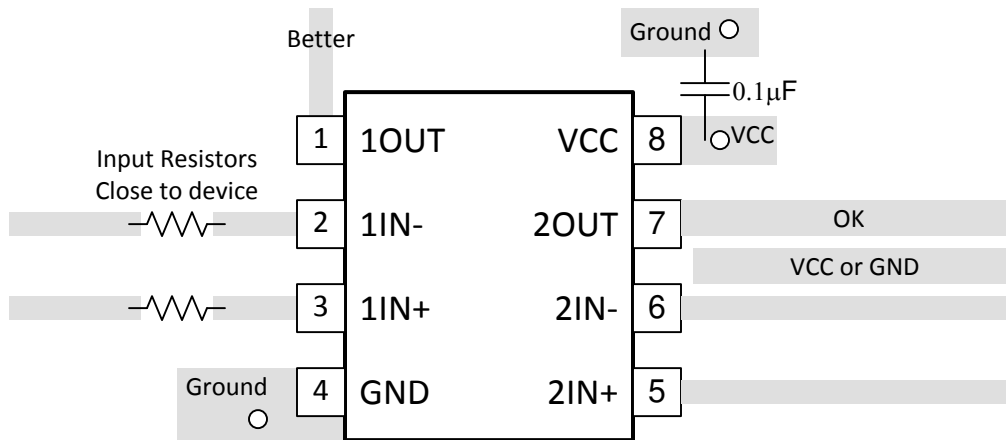 Better
Ground
0.1µF
1 1OUT VCC 8 VCC
Input Resistors
Close to device
2 1IN- 2OUT 7 OK
VCC or GND
3 1IN+ 2IN- 6
Ground 4 GND 2IN+ 5